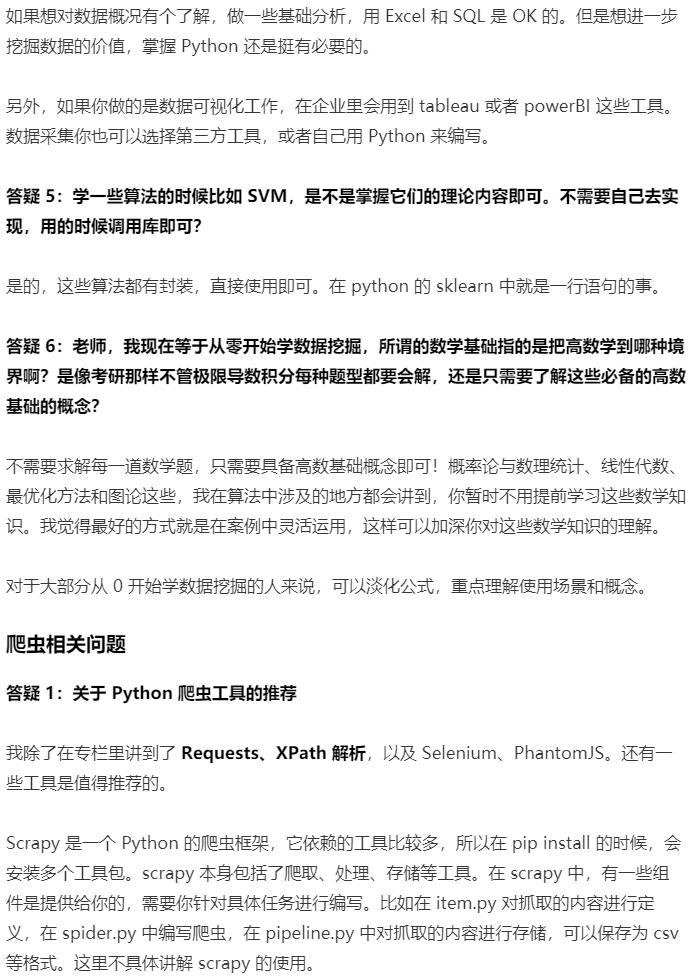 如果想对数据概况有个了解，做一些基础分析，用 Excel 和 SQL 是 OK 的。但是想进一步
挖掘数据的价值，掌握 Python 还是挺有必要的。
另外，如果你做的是数据可视化工作，在企业里会用到 tableau 或者 powerBI 这些工具。
数据采集你也可以选择第三方工具，或者自己用 Python 来编写。
答疑 5：学一些算法的时候比如 SVM，是不是掌握它们的理论内容即可。不需要自己去实
现，用的时候调用库即可？
是的，这些算法都有封装，直接使用即可。在 python 的 sklearn 中就是一行语句的事。
答疑 6：老师，我现在等于从零开始学数据挖掘，所谓的数学基础指的是把高数学到哪种境
界啊？是像考研那样不管极限导数积分每种题型都要会解，还是只需要了解这些必备的高数
基础的概念？
不需要求解每一道数学题，只需要具备高数基础概念即可！概率论与数理统计、线性代数、
最优化方法和图论这些，我在算法中涉及的地方都会讲到，你暂时不用提前学习这些数学知
识。我觉得最好的方式就是在案例中灵活运用，这样可以加深你对这些数学知识的理解。
对于大部分从 0 开始学数据挖掘的人来说，可以淡化公式，重点理解使用场景和概念。
爬虫相关问题
答疑 1：关于 Python 爬虫工具的推荐
我除了在专栏里讲到了 Requests、XPath 解析，以及 Selenium、PhantomJS。还有一
些工具是值得推荐的。
Scrapy 是一个 Python 的爬虫框架，它依赖的工具比较多，所以在 pip install 的时候，会
安装多个工具包。scrapy 本身包括了爬取、处理、存储等工具。在 scrapy 中，有一些组
件是提供给你的，需要你针对具体任务进行编写。比如在 item.py 对抓取的内容进行定
义，在 spider.py 中编写爬虫，在 pipeline.py 中对抓取的内容进行存储，可以保存为 csv
等格式。这里不具体讲解 scrapy 的使用。